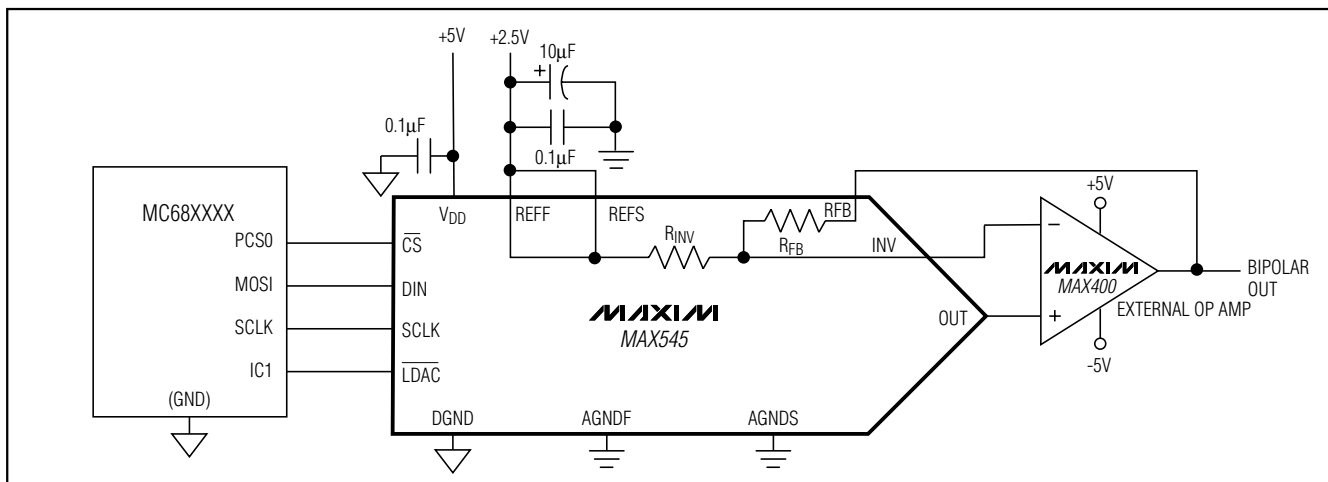 +5V
+2.5V
10µF
+
0.1µF
0.1µF
MC68XXXX
PCS0
MOSI
SCLK
IC1
(GND)
VDD
REFF
REFS
RFB
RINV
RFB
INV
CS
DIN
SCLK
LDAC
MAXIM
MAX545
OUT
DGND
AGNDF
AGNDS
+5V
−
MAXIM
MAX400
EXTERNAL OP AMP
+
-5V
BIPOLAR
OUT